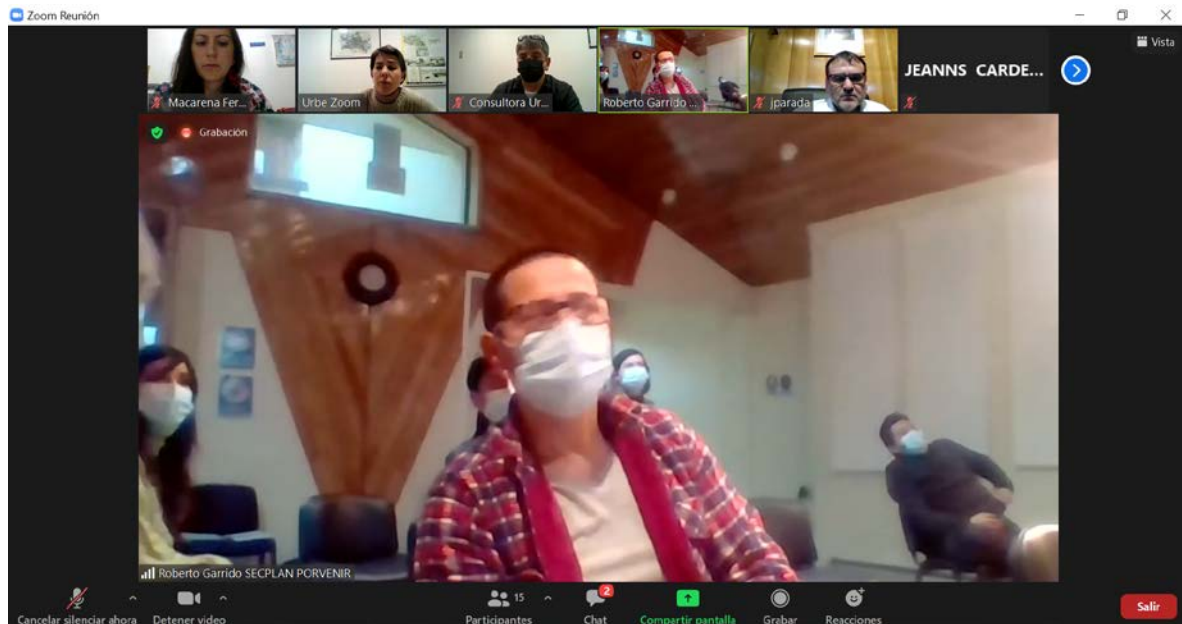 Zoom Reunión
Vista
Macarena Fer...
Urbe Zoom
Consultora Ur...
Roberto Garrido ...
jparada
JEANNS CARDE...
Grabación
Roberto Garrido SECPLAN PORVENIR
Cancelar silenciar ahora
Detener video
15
Participantes
2
Chat
Compartir pantalla
Grabar
Reacciones
Salir